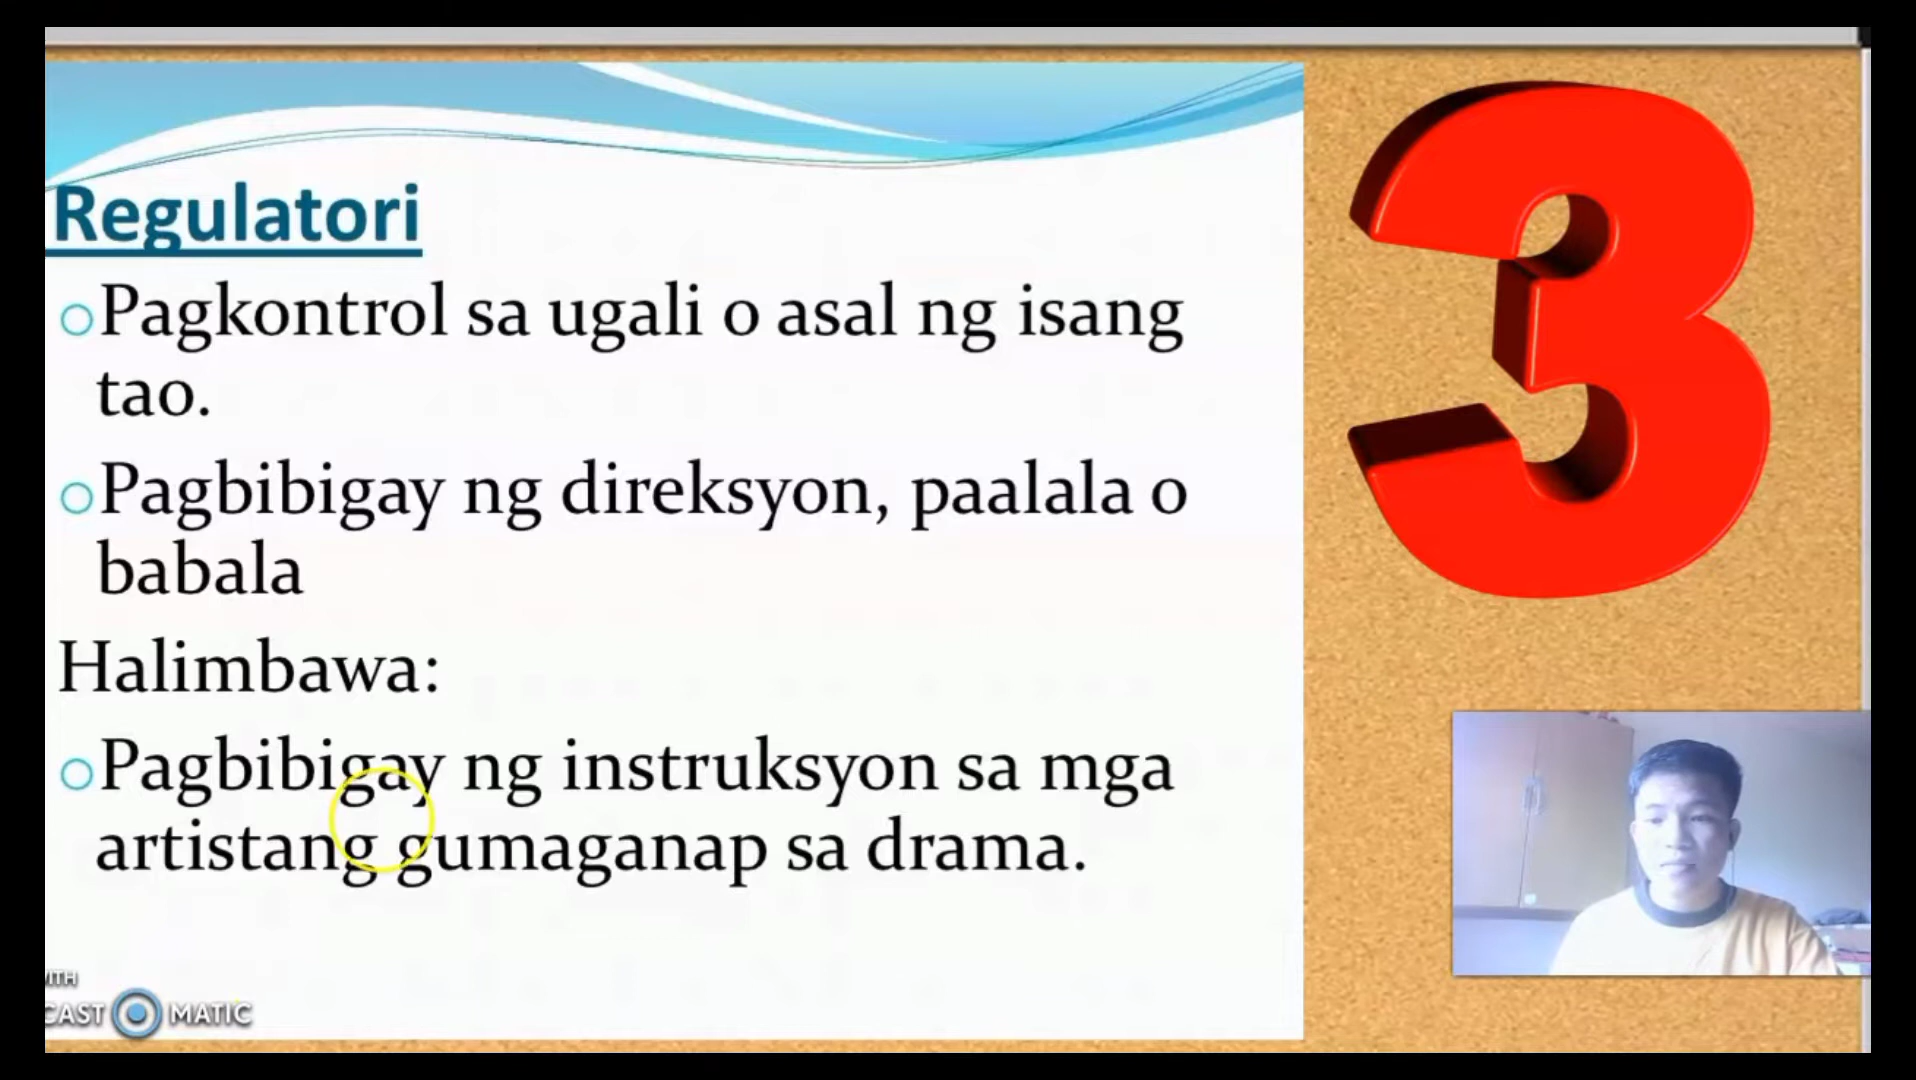 Regulatori
Pagkontrol sa ugali o asal ng isang
tao.
Pagbibigay ng direksyon, paalala o
babala
Halimbawa:
Pagbibigay ng instruksyon sa mga
artistang gumaganap sa drama.
3
ITH
CAST MATIC